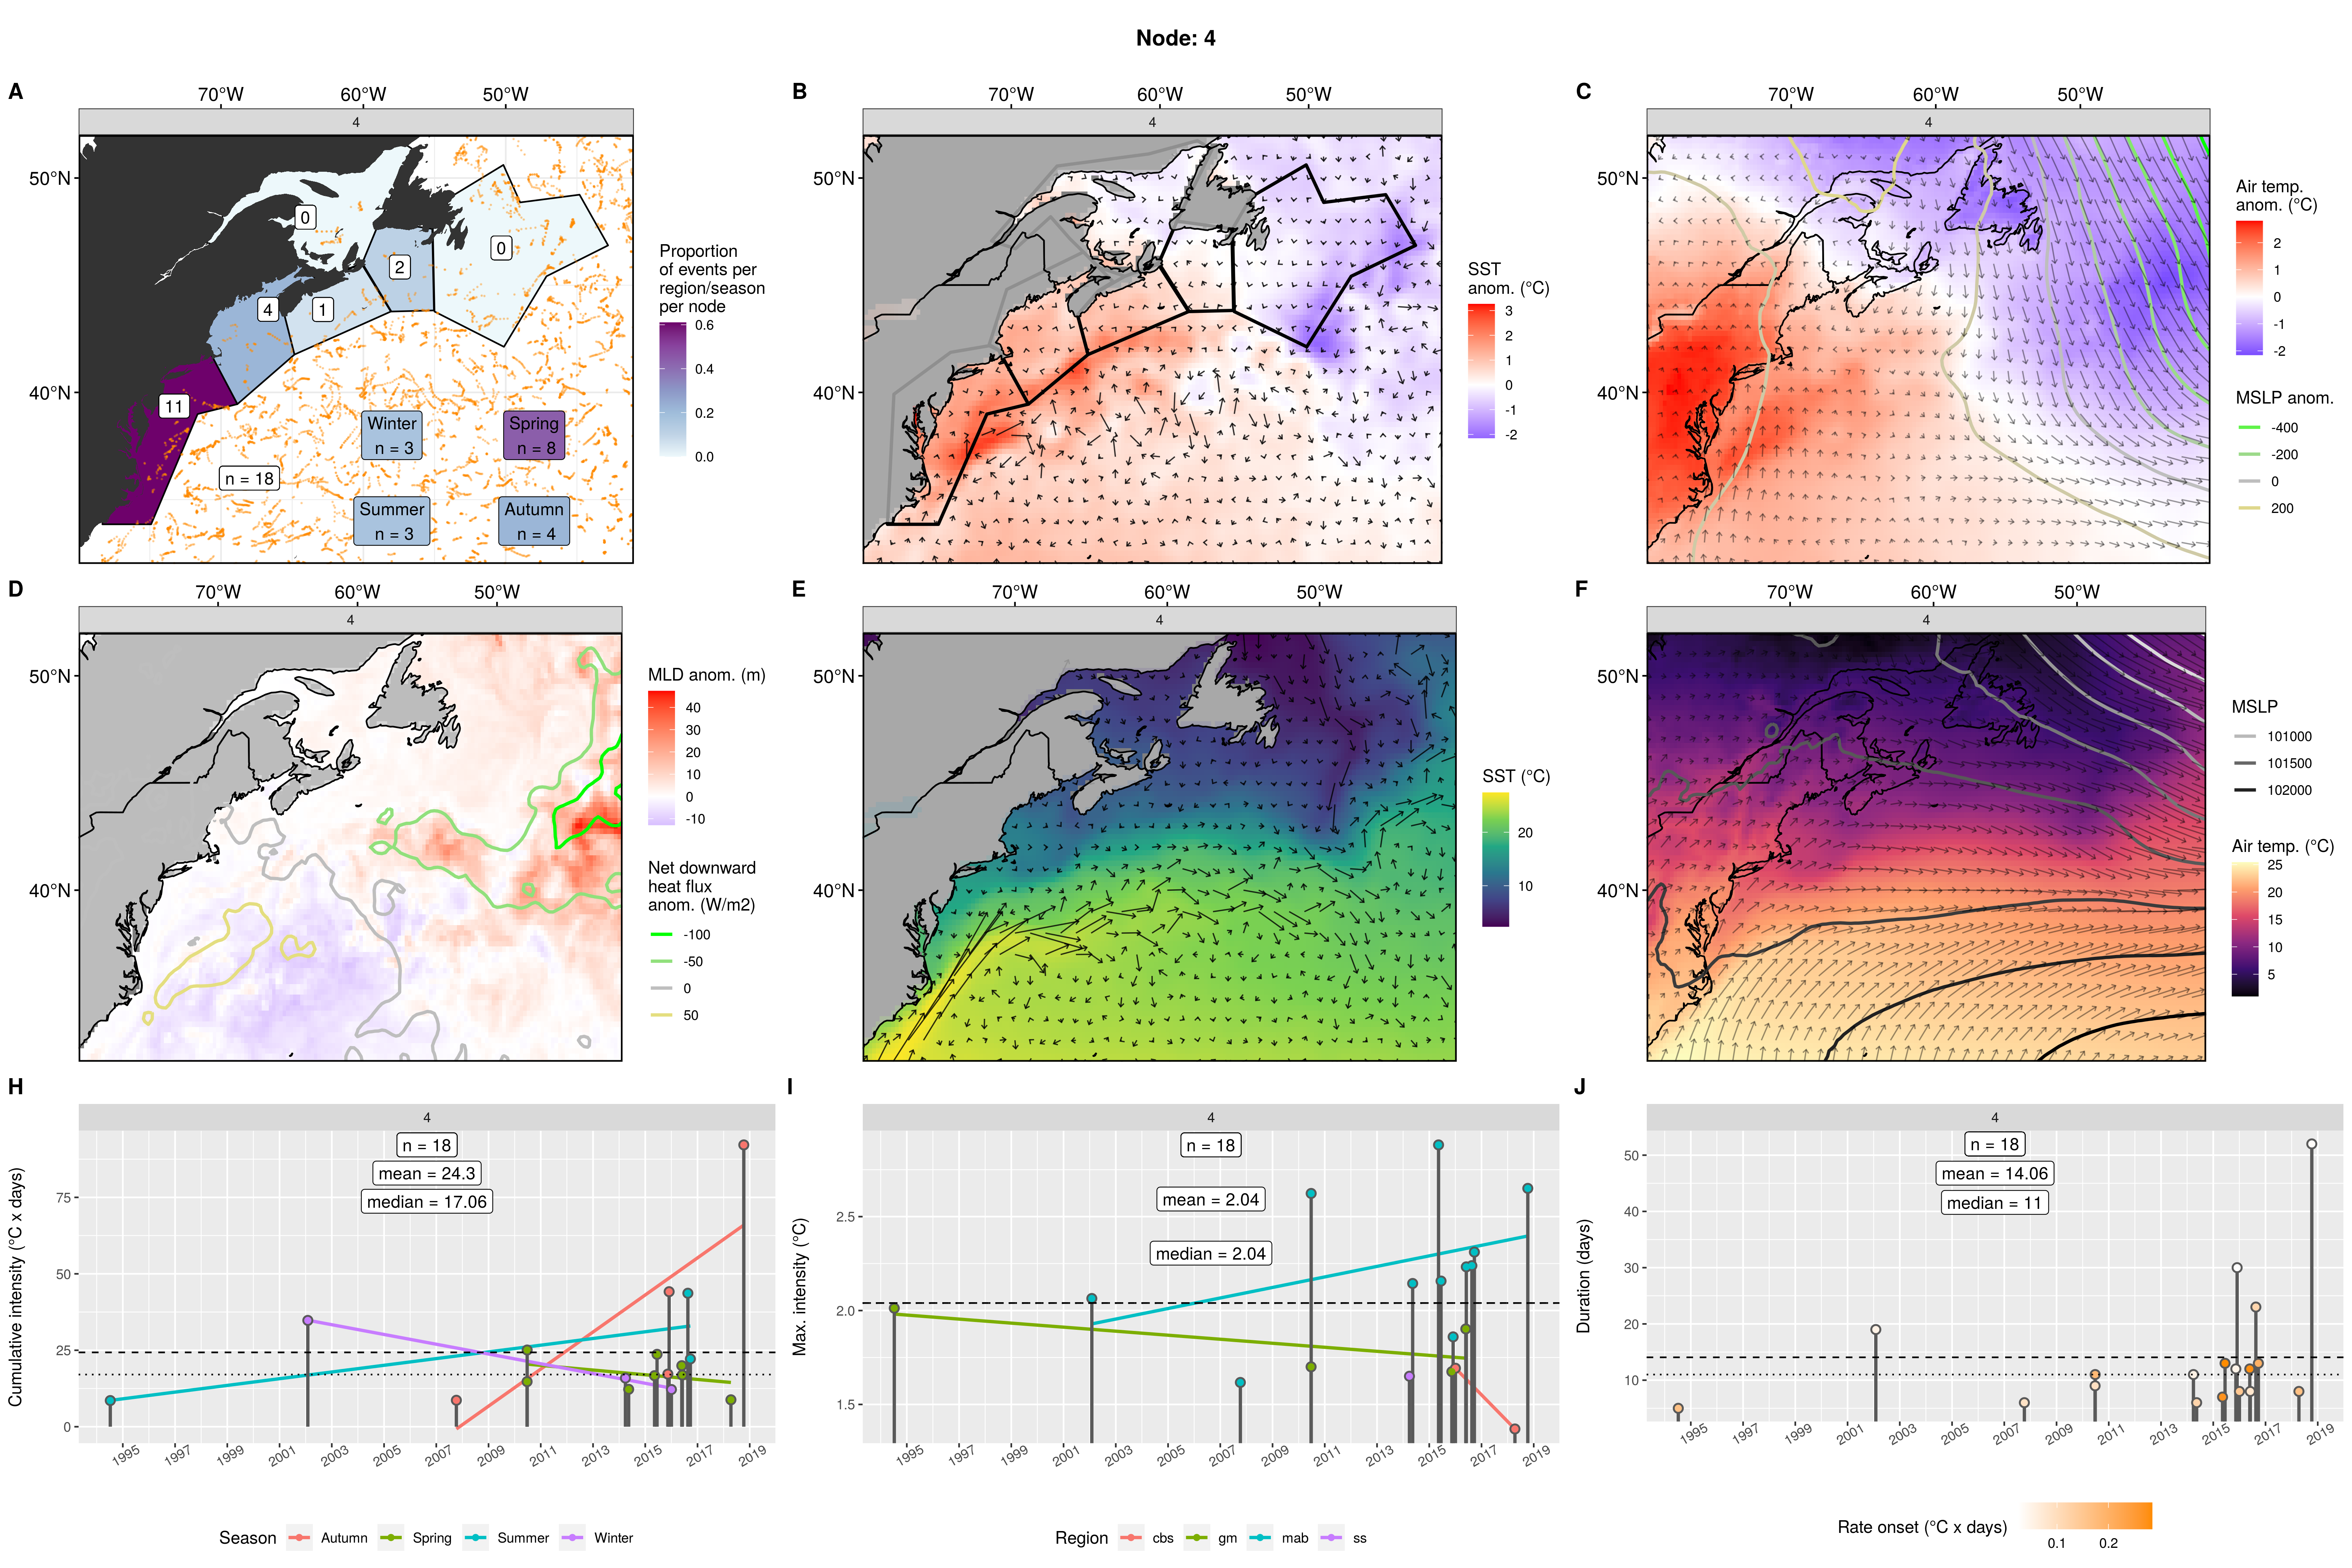 Node: 4
A
70°W 60°W 50°W
4
50°N
40°N
0
0
2
4
1
11
n = 18
Winter
n = 3
Spring
n = 8
Summer
n = 3
Autumn
n = 4
Proportion
of events per
region/season
per node
0.6
0.4
0.2
0.0
B
70°W 60°W 50°W
4
50°N
40°N
SST
anom. (°C)
3
2
1
0
-1
-2
C
70°W 60°W 50°W
4
50°N
40°N
Air temp.
anom. (°C)
2
1
0
-1
-2
MSLP anom.
-400
-200
0
200
D
70°W 60°W 50°W
4
50°N
40°N
MLD anom. (m)
40
30
20
10
0
-10
Net downward
heat flux
anom. (W/m2)
-100
-50
0
50
E
70°W 60°W 50°W
4
50°N
40°N
SST (°C)
20
10
F
70°W 60°W 50°W
4
50°N
40°N
MSLP
101000
101500
102000
Air temp. (°C)
25
20
15
10
5
H
4
n = 18
mean = 24.3
median = 17.06
Cumulative intensity (°C x days)
75
50
25
0
1995 1997 1999 2001 2003 2005 2007 2009 2011 2013 2015 2017 2019
Season Autumn Spring Summer Winter
I
4
n = 18
mean = 2.04
median = 2.04
Max. intensity (°C)
2.5
2.0
1.5
1995 1997 1999 2001 2003 2005 2007 2009 2011 2013 2015 2017 2019
Region cbs gm mab ss
J
4
n = 18
mean = 14.06
median = 11
Duration (days)
50
40
30
20
10
1995 1997 1999 2001 2003 2005 2007 2009 2011 2013 2015 2017 2019
Rate onset (°C x days)
0.1 0.2